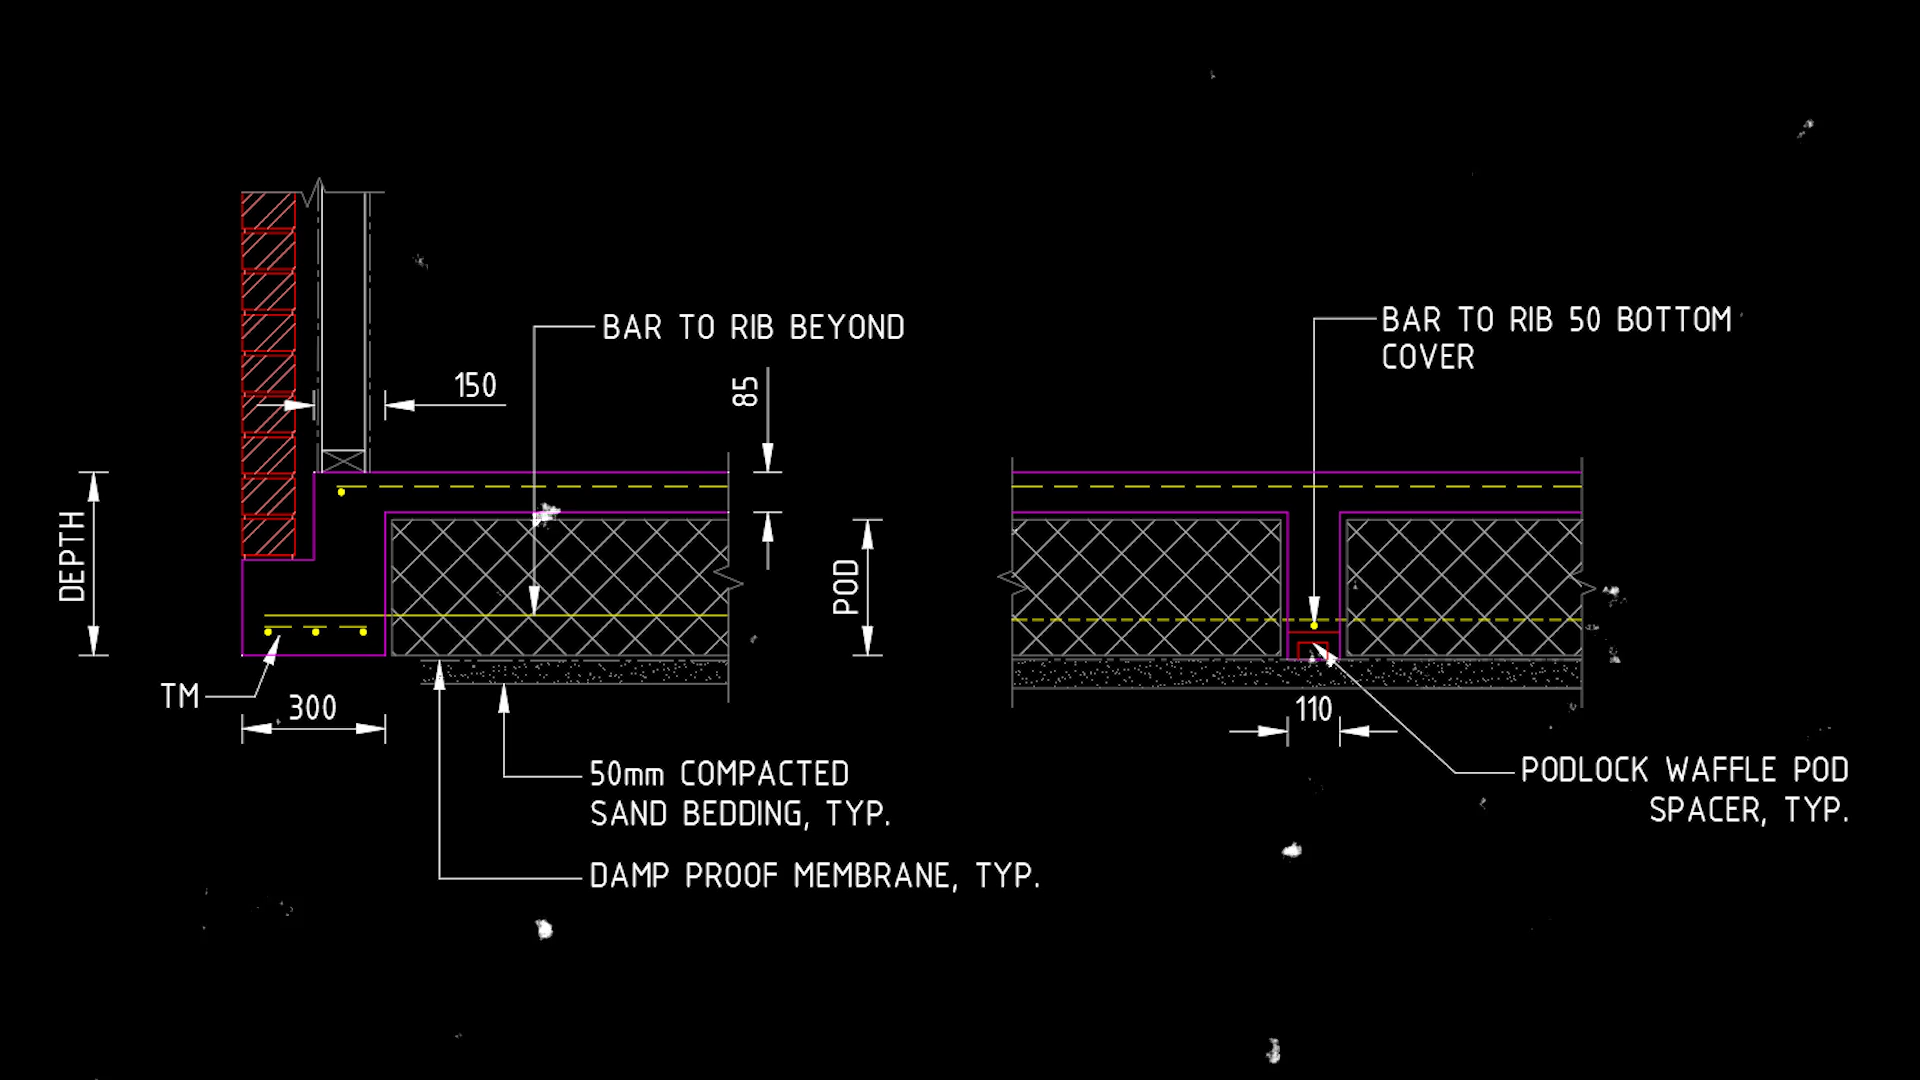 BAR TO RIB BEYOND
150
85
DEPTH
POD
TM
300
50mm COMPACTED
SAND BEDDING, TYP.
DAMP PROOF MEMBRANE, TYP.
BAR TO RIB 50 BOTTOM
COVER
110
PODLOCK WAFFLE POD
SPACER, TYP.